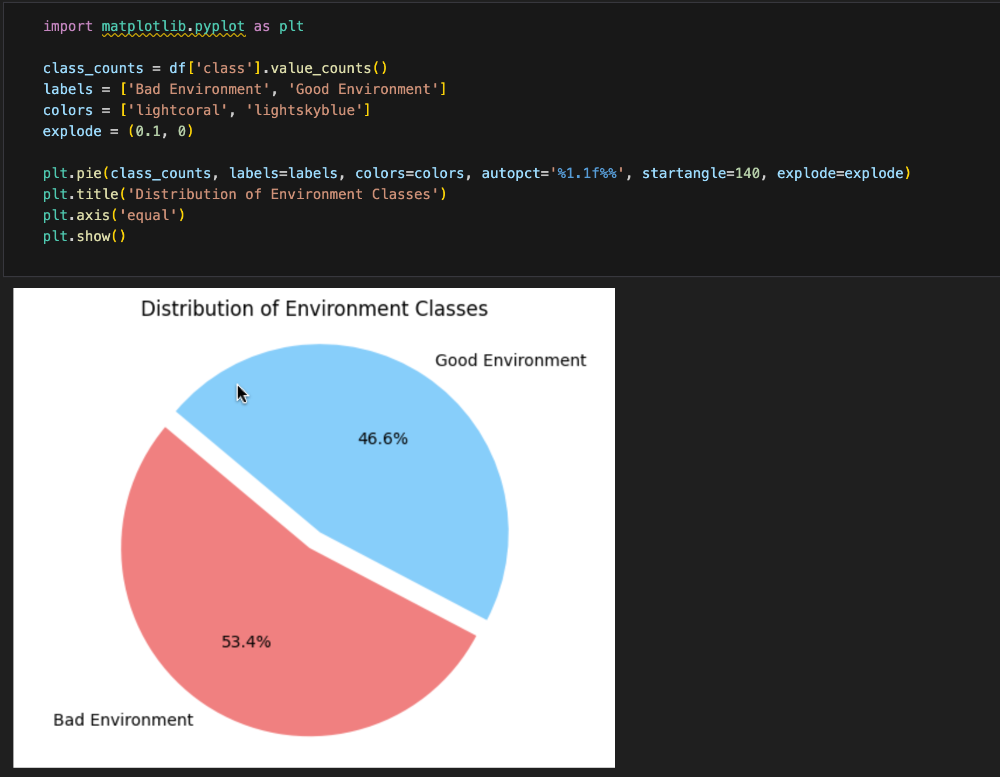 import matplotlib.pyplot as plt
class_counts = df['class'].value_counts()
labels = ['Bad Environment', 'Good Environment']
colors = ['lightcoral', 'lightskyblue']
explode = (0.1, 0)
plt.pie(class_counts, labels=labels, colors=colors, autopct='%1.1f%%', startangle=140, explode=explode)
plt.title('Distribution of Environment Classes')
plt.axis('equal')
plt.show()
Distribution of Environment Classes
Good Environment
46.6%
53.4%
Bad Environment